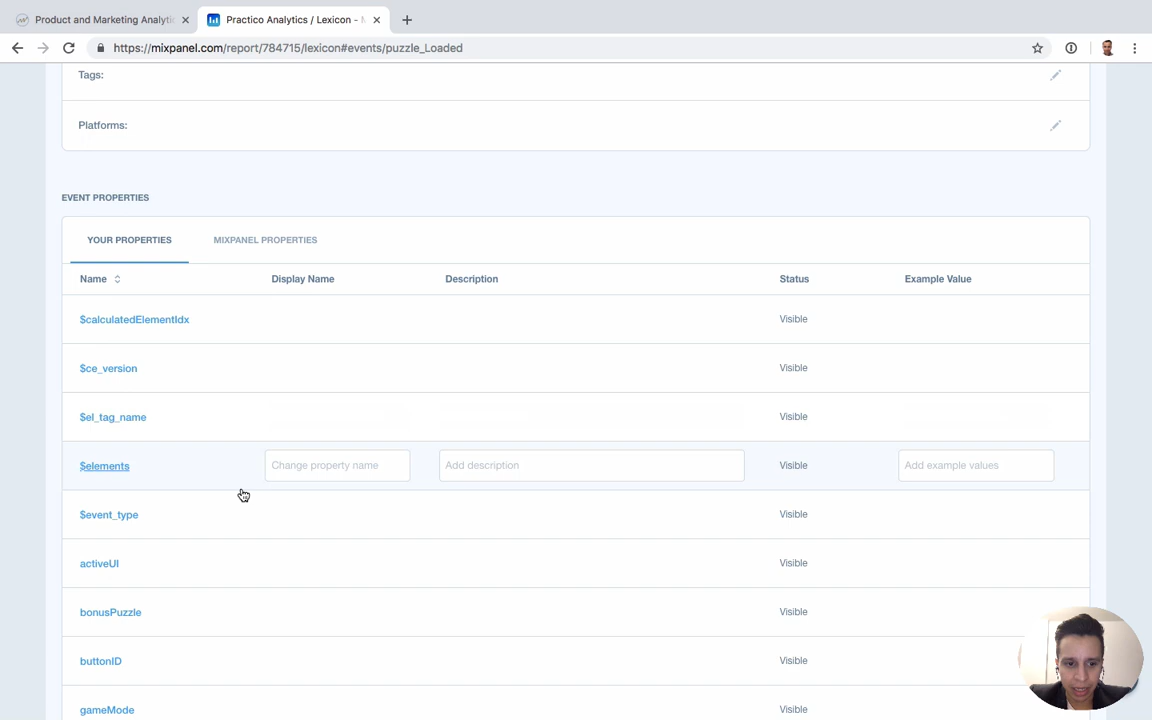 Product and Marketing Analytic
Practico Analytics / Lexicon - M
https://mixpanel.com/report/784715/lexicon#events/puzzle_Loaded
Tags:
Platforms:
EVENT PROPERTIES
YOUR PROPERTIES MIXPANEL PROPERTIES
Name Display Name Description Status Example Value
$calculatedElementIdx Visible
$ce_version Visible
$el_tag_name Visible
$elements Change property name Add description Visible Add example values
$event_type Visible
activeUI Visible
bonusPuzzle Visible
buttonID Visible
gameMode Visible